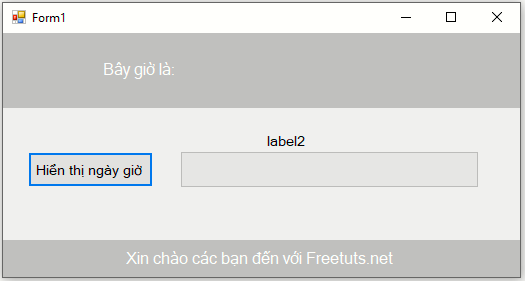 Form1
Bây giờ là:
label2
Hiển thị ngày giờ
Xin chào các bạn đến với Freetuts.net